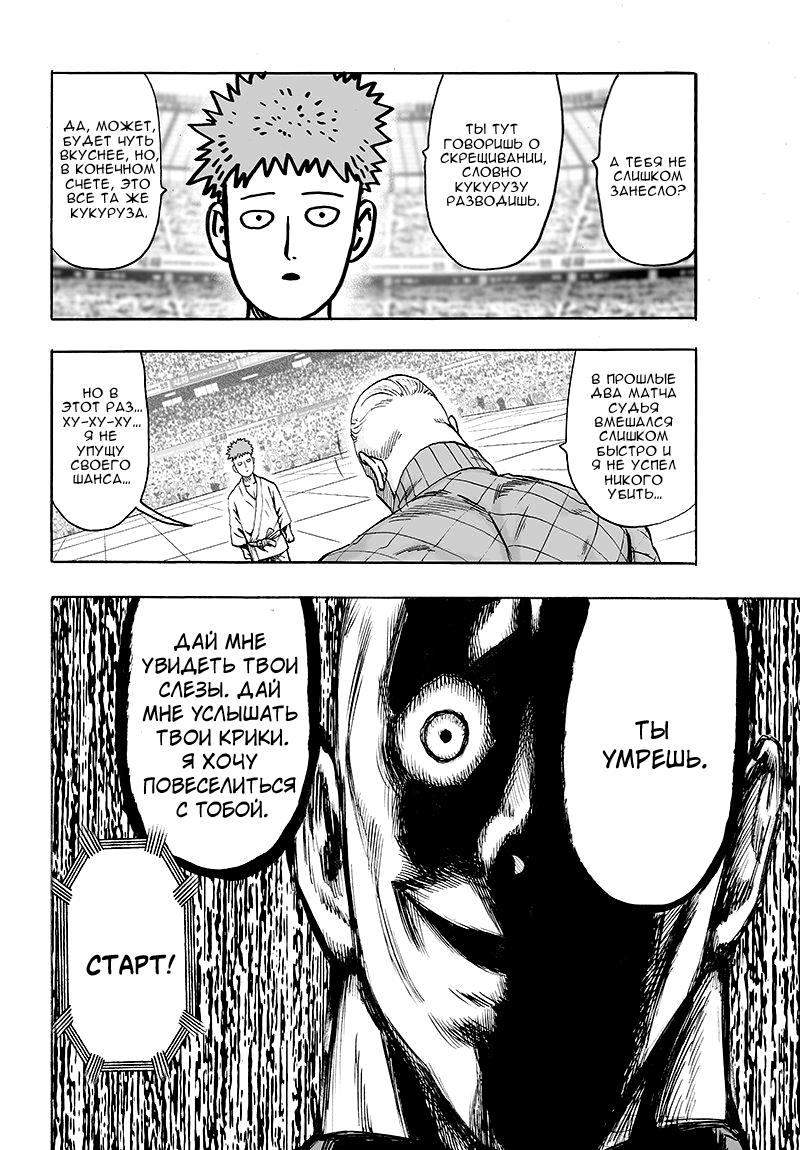 А ТЕБЯ НЕ
СЛИШКОМ
ЗАНЕСЛО?
ТЫ ТУТ
ГОВОРИШЬ О
СКРЕЩИВАНИИ,
СЛОВНО
КУКУРУЗУ
РАЗВОДИШЬ.
ДА, МОЖЕТ,
БУДЕТ ЧУТЬ
ВКУСНЕЕ, НО,
В КОНЕЧНОМ
СЧЕТЕ, ЭТО
ВСЕ ТА ЖЕ
КУКУРУЗА.
В ПРОШЛЫЕ
ДВА МАТЧА
СУДЬЯ
ВМЕШАЛСЯ
СЛИШКОМ
БЫСТРО И
Я НЕ УСПЕЛ
НИКОГО
УБИТЬ...
НО В
ЭТОТ РАЗ...
ХУ-ХУ-ХУ...
Я НЕ
УПУЩУ
СВОЕГО
ШАНСА...
ТЫ
УМРЕШЬ.
ДАЙ МНЕ
УВИДЕТЬ ТВОИ
СЛЕЗЫ. ДАЙ
МНЕ УСЛЫШАТЬ
ТВОИ КРИКИ.
Я ХОЧУ
ПОВЕСЕЛИТЬСЯ
С ТОБОЙ.
СТАРТ!